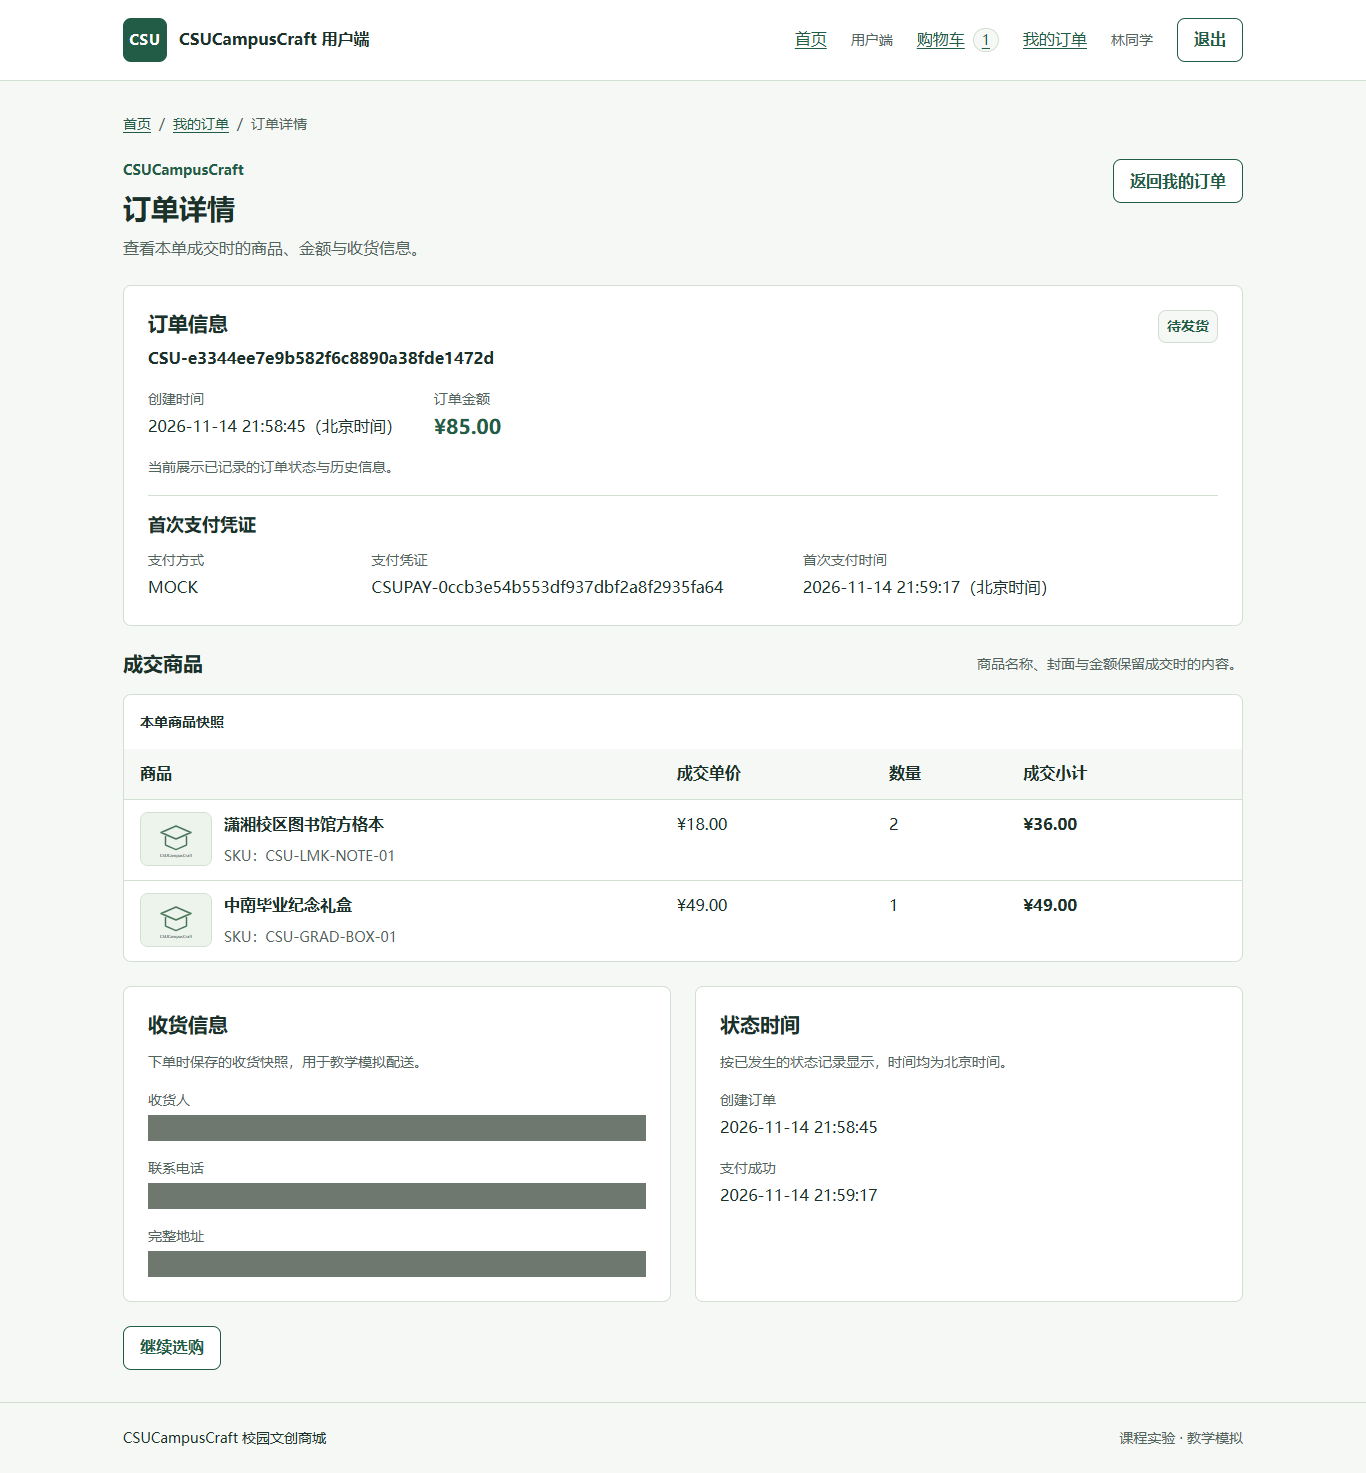 CSU CSUCampusCraft 用户端 首页 用户端 购物车 1 我的订单 林同学 退出
首页 / 我的订单 / 订单详情
CSUCampusCraft
返回我的订单
订单详情
查看本单成交时的商品、金额与收货信息。
订单信息
待发货
CSU-e3344ee7e9b582f6c8890a38fde1472d
创建时间 订单金额
2026-11-14 21:58:45（北京时间） ¥85.00
当前展示已记录的订单状态与历史信息。
首次支付凭证
支付方式 支付凭证 首次支付时间
MOCK CSUPAY-0ccb3e54b553df937dbf2a8f2935fa64 2026-11-14 21:59:17（北京时间）
成交商品 商品名称、封面与金额保留成交时的内容。
本单商品快照
商品 成交单价 数量 成交小计
潇湘校区图书馆方格本 ¥18.00 2 ¥36.00
CSUCampusCraft
SKU：CSU-LMK-NOTE-01
中南毕业纪念礼盒 ¥49.00 1 ¥49.00
CSUCampusCraft
SKU：CSU-GRAD-BOX-01
收货信息
下单时保存的收货快照，用于教学模拟配送。
收货人
联系电话
完整地址
状态时间
按已发生的状态记录显示，时间均为北京时间。
创建订单
2026-11-14 21:58:45
支付成功
2026-11-14 21:59:17
继续选购
CSUCampusCraft 校园文创商城 课程实验 · 教学模拟